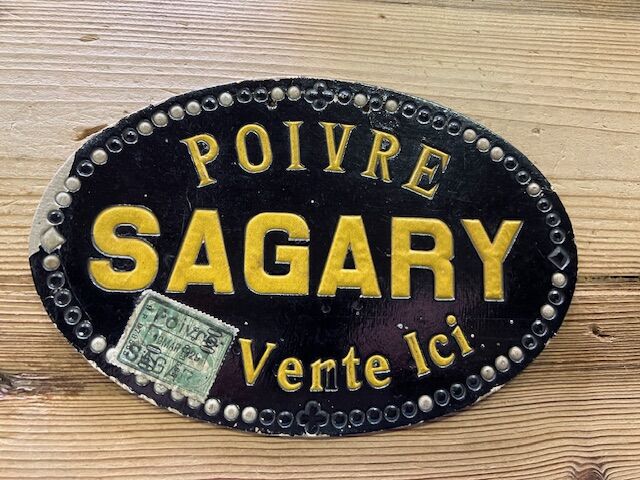 POIVRE
SAGARY
Vente Ici